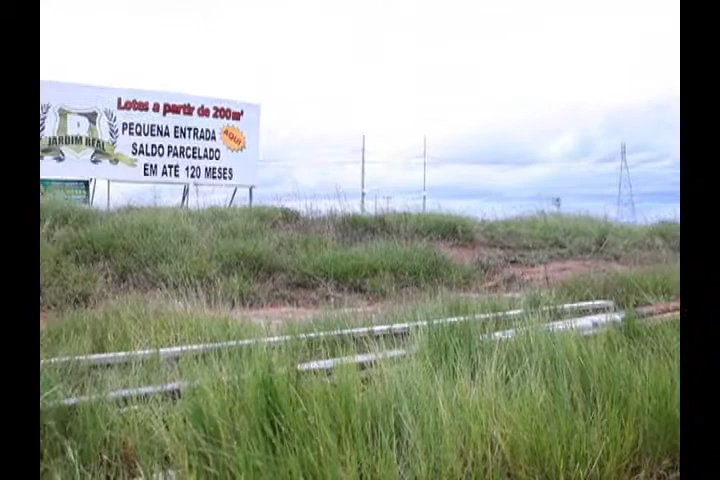 Lotes a partir de 200m²
R
JARDIM REAL
PEQUENA ENTRADA
AQUI
SALDO PARCELADO
EM ATÉ 120 MESES